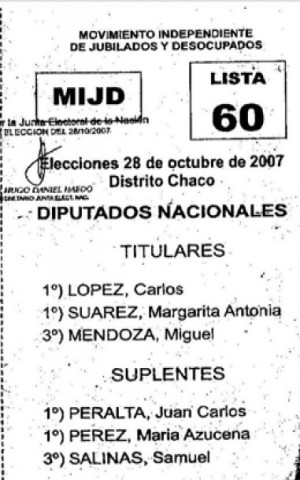 MOVIMIENTO INDEPENDIENTE
DE JUBILADOS Y DESOCUPADOS
MIJD
LISTA
60
la Junta Electoral de la Nación
ELECCION DEL 28/10/2007
Elecciones 28 de octubre de 2007
Distrito Chaco
HUGO DANIEL HAEDO
SECRETARIO JUNTA ELECT. NAC.
DIPUTADOS NACIONALES
TITULARES
1º) LOPEZ, Carlos
1º) SUAREZ, Margarita Antonia
3º) MENDOZA, Miguel
SUPLENTES
1º) PERALTA, Juan Carlos
1º) PEREZ, Maria Azucena
3º) SALINAS, Samuel